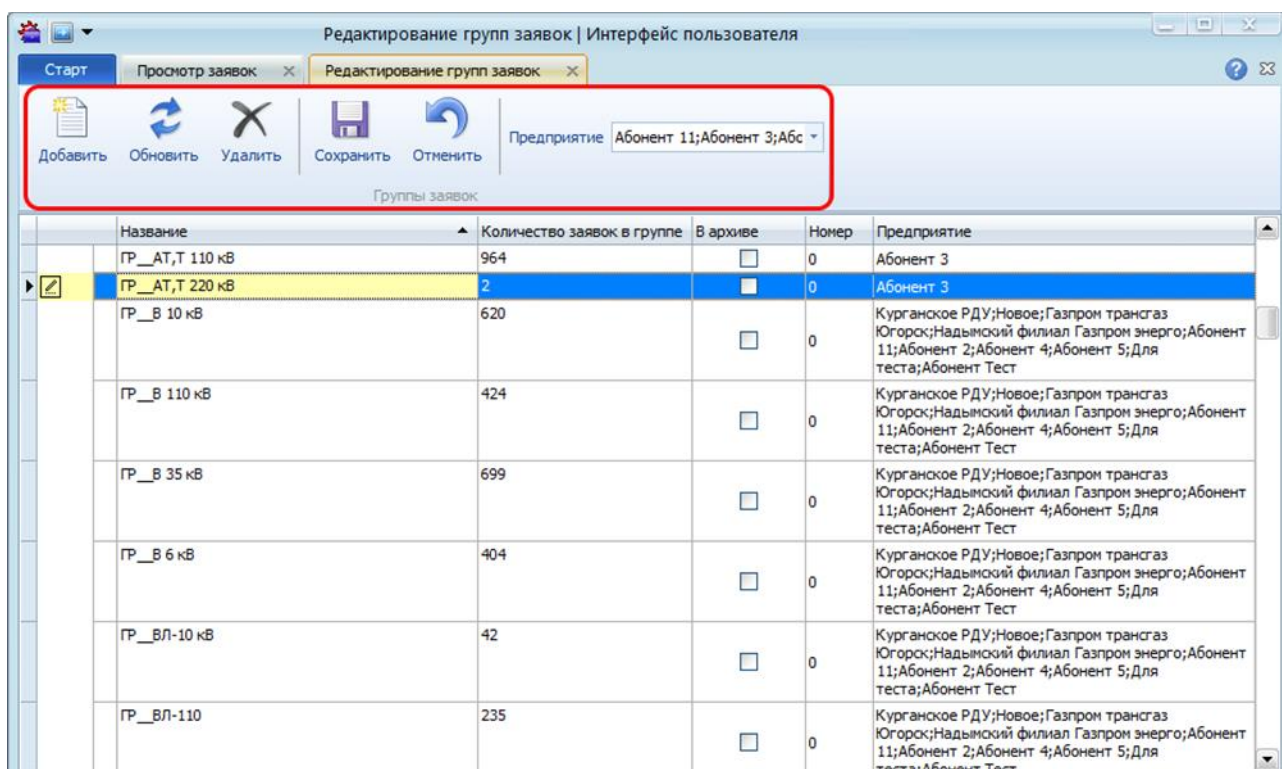 Редактирование групп заявок | Интерфейс пользователя
Старт Просмотр заявок Редактирование групп заявок
Добавить Обновить Удалить Сохранить Отменить Предприятие Абонент 11;Абонент 3;Абс
Группы заявок
Название Количество заявок в группе В архиве Номер Предприятие
ГР__АТ,Т 110 кВ 964 0 Абонент 3
ГР__АТ,Т 220 кВ 2 0 Абонент 3
ГР__В 10 кВ 620 0 Курганское РДУ;Новое;Газпром трансгаз
Югорск;Надымский филиал Газпром энерго;Абонент
11;Абонент 2;Абонент 4;Абонент 5;Для
теста;Абонент Тест
ГР__В 110 кВ 424 0 Курганское РДУ;Новое;Газпром трансгаз
Югорск;Надымский филиал Газпром энерго;Абонент
11;Абонент 2;Абонент 4;Абонент 5;Для
теста;Абонент Тест
ГР__В 35 кВ 699 0 Курганское РДУ;Новое;Газпром трансгаз
Югорск;Надымский филиал Газпром энерго;Абонент
11;Абонент 2;Абонент 4;Абонент 5;Для
теста;Абонент Тест
ГР__В 6 кВ 404 0 Курганское РДУ;Новое;Газпром трансгаз
Югорск;Надымский филиал Газпром энерго;Абонент
11;Абонент 2;Абонент 4;Абонент 5;Для
теста;Абонент Тест
ГР__ВЛ-10 кВ 42 0 Курганское РДУ;Новое;Газпром трансгаз
Югорск;Надымский филиал Газпром энерго;Абонент
11;Абонент 2;Абонент 4;Абонент 5;Для
теста;Абонент Тест
ГР__ВЛ-110 235 0 Курганское РДУ;Новое;Газпром трансгаз
Югорск;Надымский филиал Газпром энерго;Абонент
11;Абонент 2;Абонент 4;Абонент 5;Для
теста;Абонент Тест